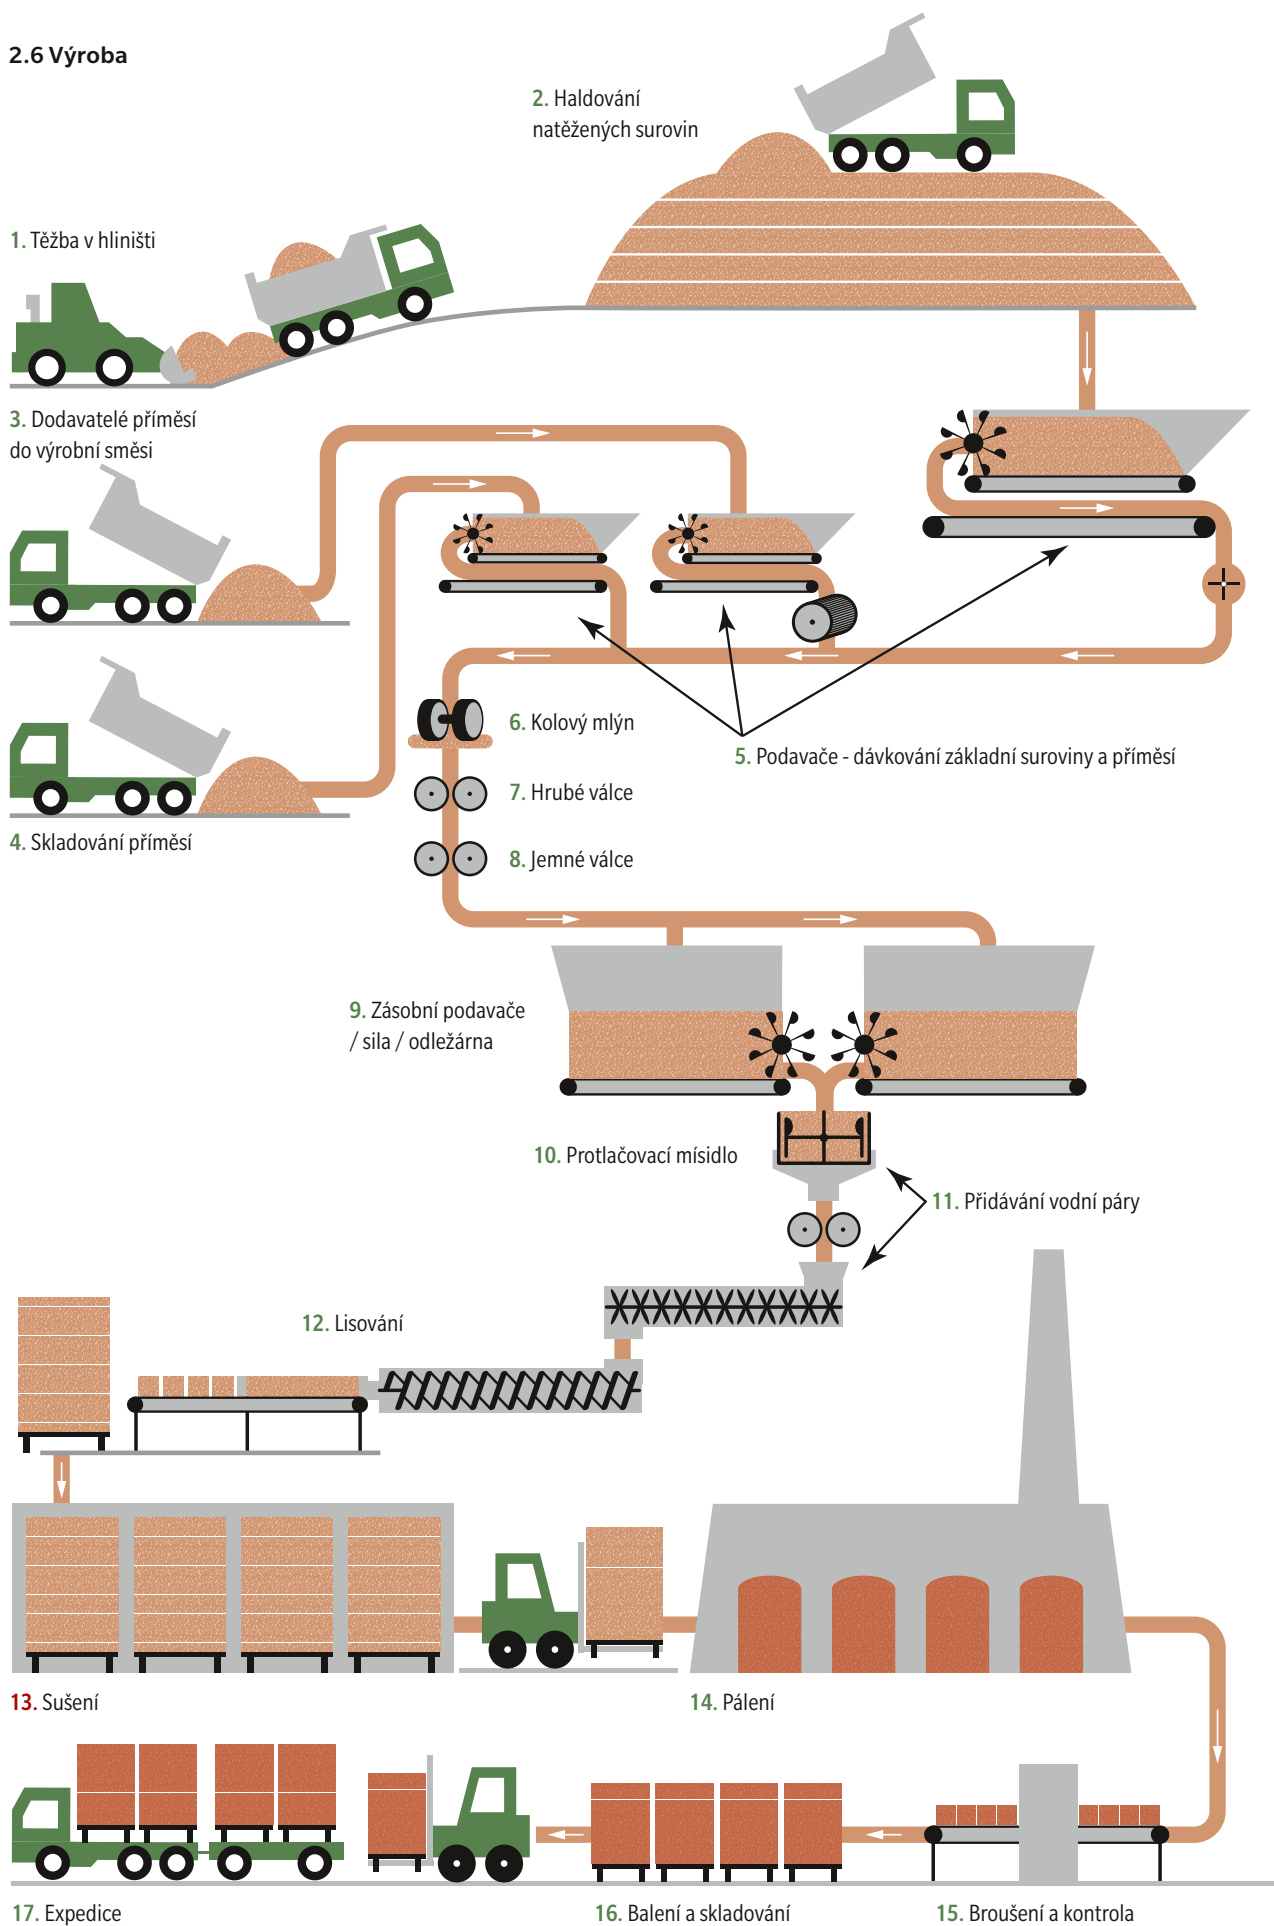 2.6 Výroba
2. Haldování
natěžených surovin
1. Těžba v hliništi
3. Dodavatelé příměsí
do výrobní směsi
6. Kolový mlýn
5. Podavače - dávkování základní suroviny a příměsí
7. Hrubé válce
4. Skladování příměsí
8. Jemné válce
9. Zásobní podavače
/ sila / odležárna
10. Protlačovací mísidlo
11. Přidávání vodní páry
12. Lisování
13. Sušení
14. Pálení
17. Expedice
16. Balení a skladování
15. Broušení a kontrola